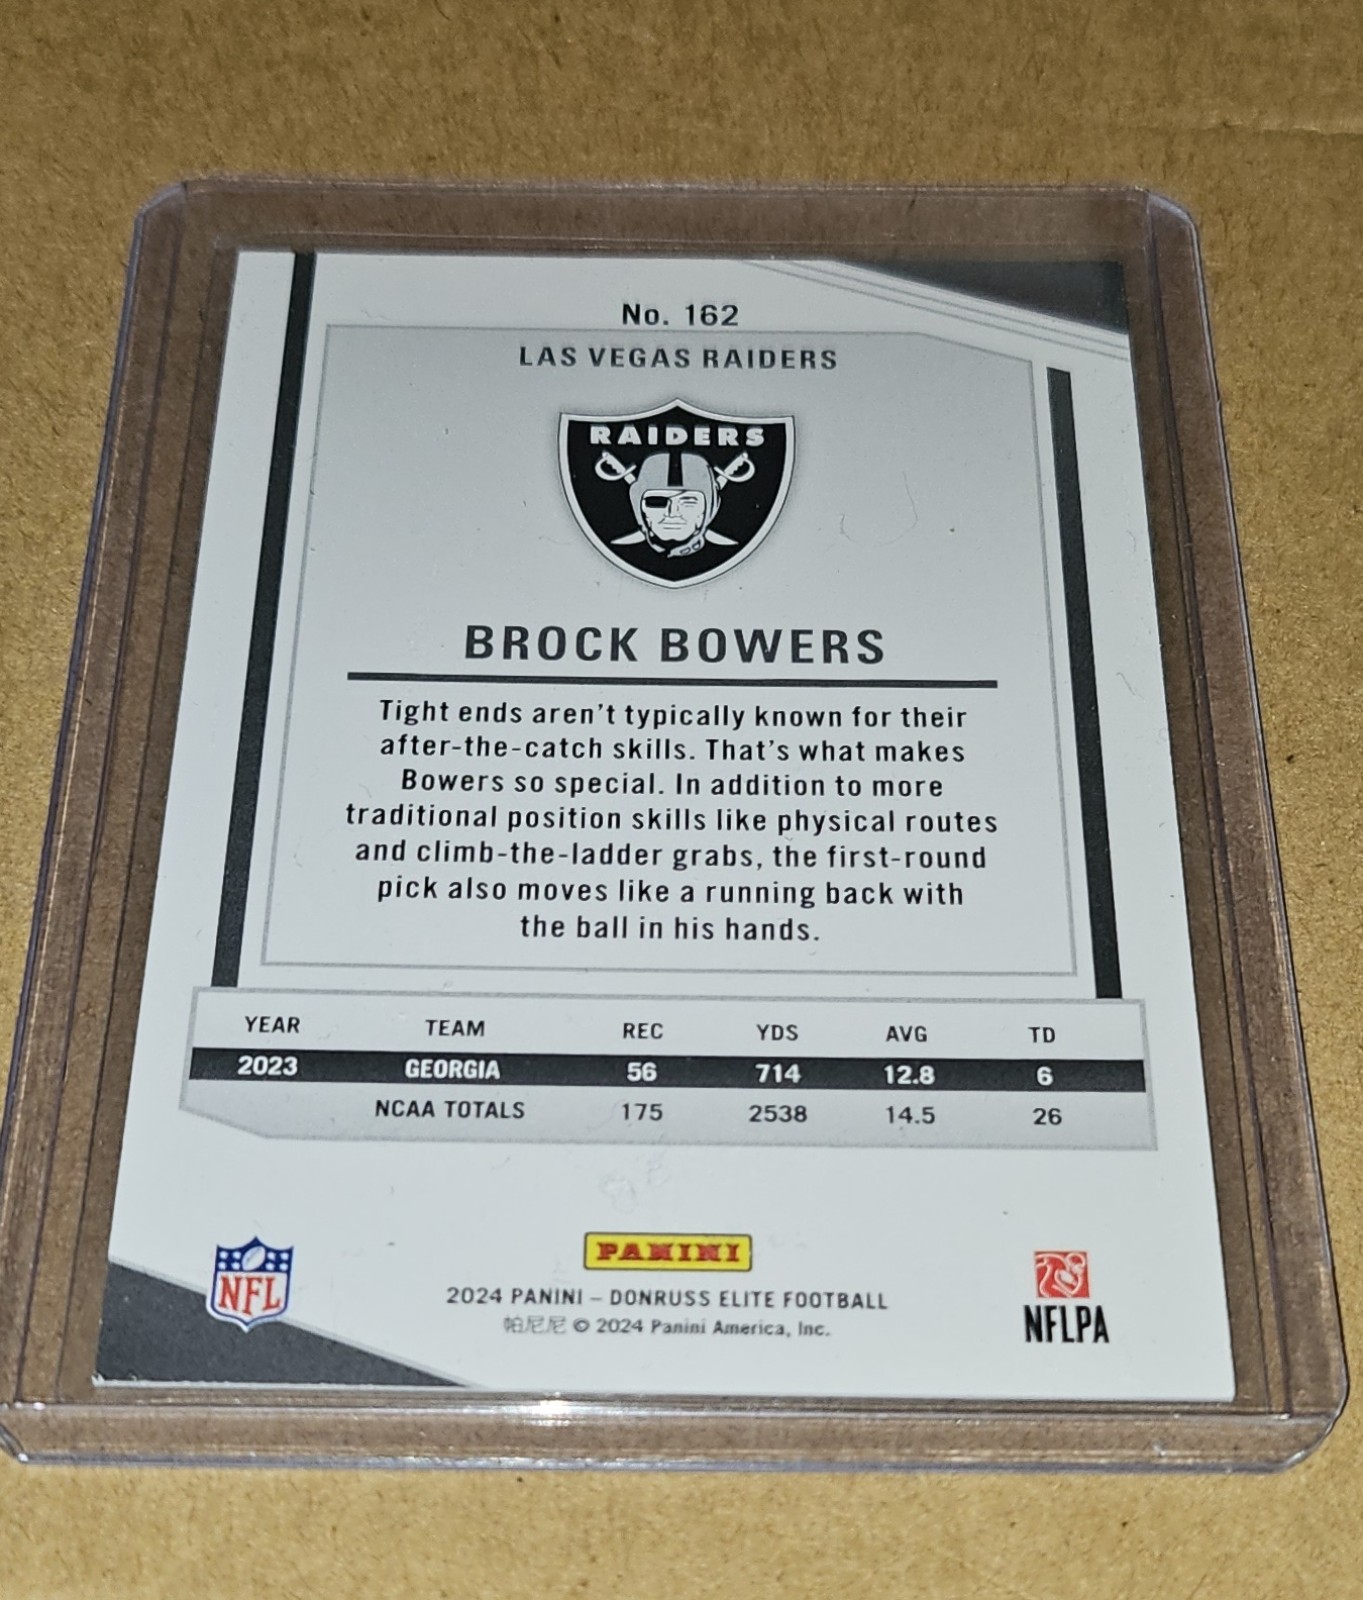 No. 162
LAS VEGAS RAIDERS
RAIDERS
BROCK BOWERS
Tight ends aren't typically known for their
after-the-catch skills. That's what makes
Bowers so special. In addition to more
traditional position skills like physical routes
and climb-the-ladder grabs, the first-round
pick also moves like a running back with
the ball in his hands.
YEAR TEAM REC YDS AVG TD
2023 GEORGIA 56 714 12.8 6
NCAA TOTALS 175 2538 14.5 26
NFL
PANINI
2024 PANINI – DONRUSS ELITE FOOTBALL
帕尼尼 © 2024 Panini America, Inc.
NFLPA